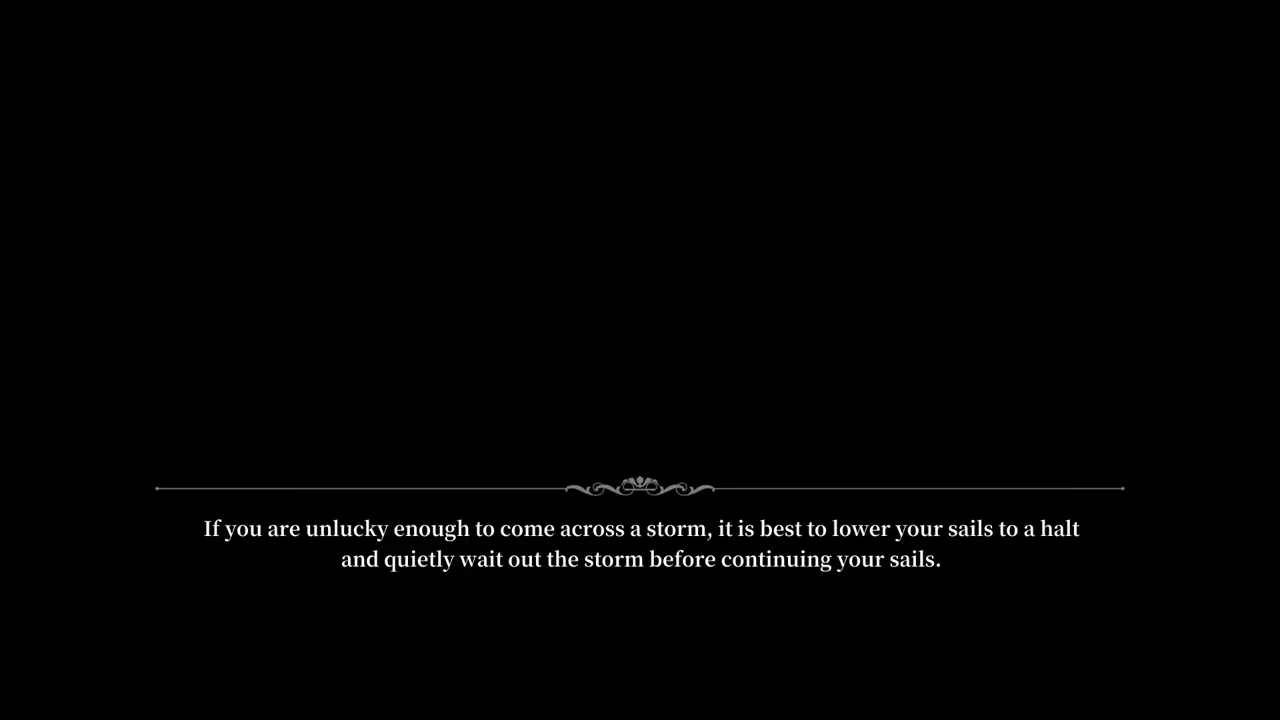 If you are unlucky enough to come across a storm, it is best to lower your sails to a halt
and quietly wait out the storm before continuing your sails.